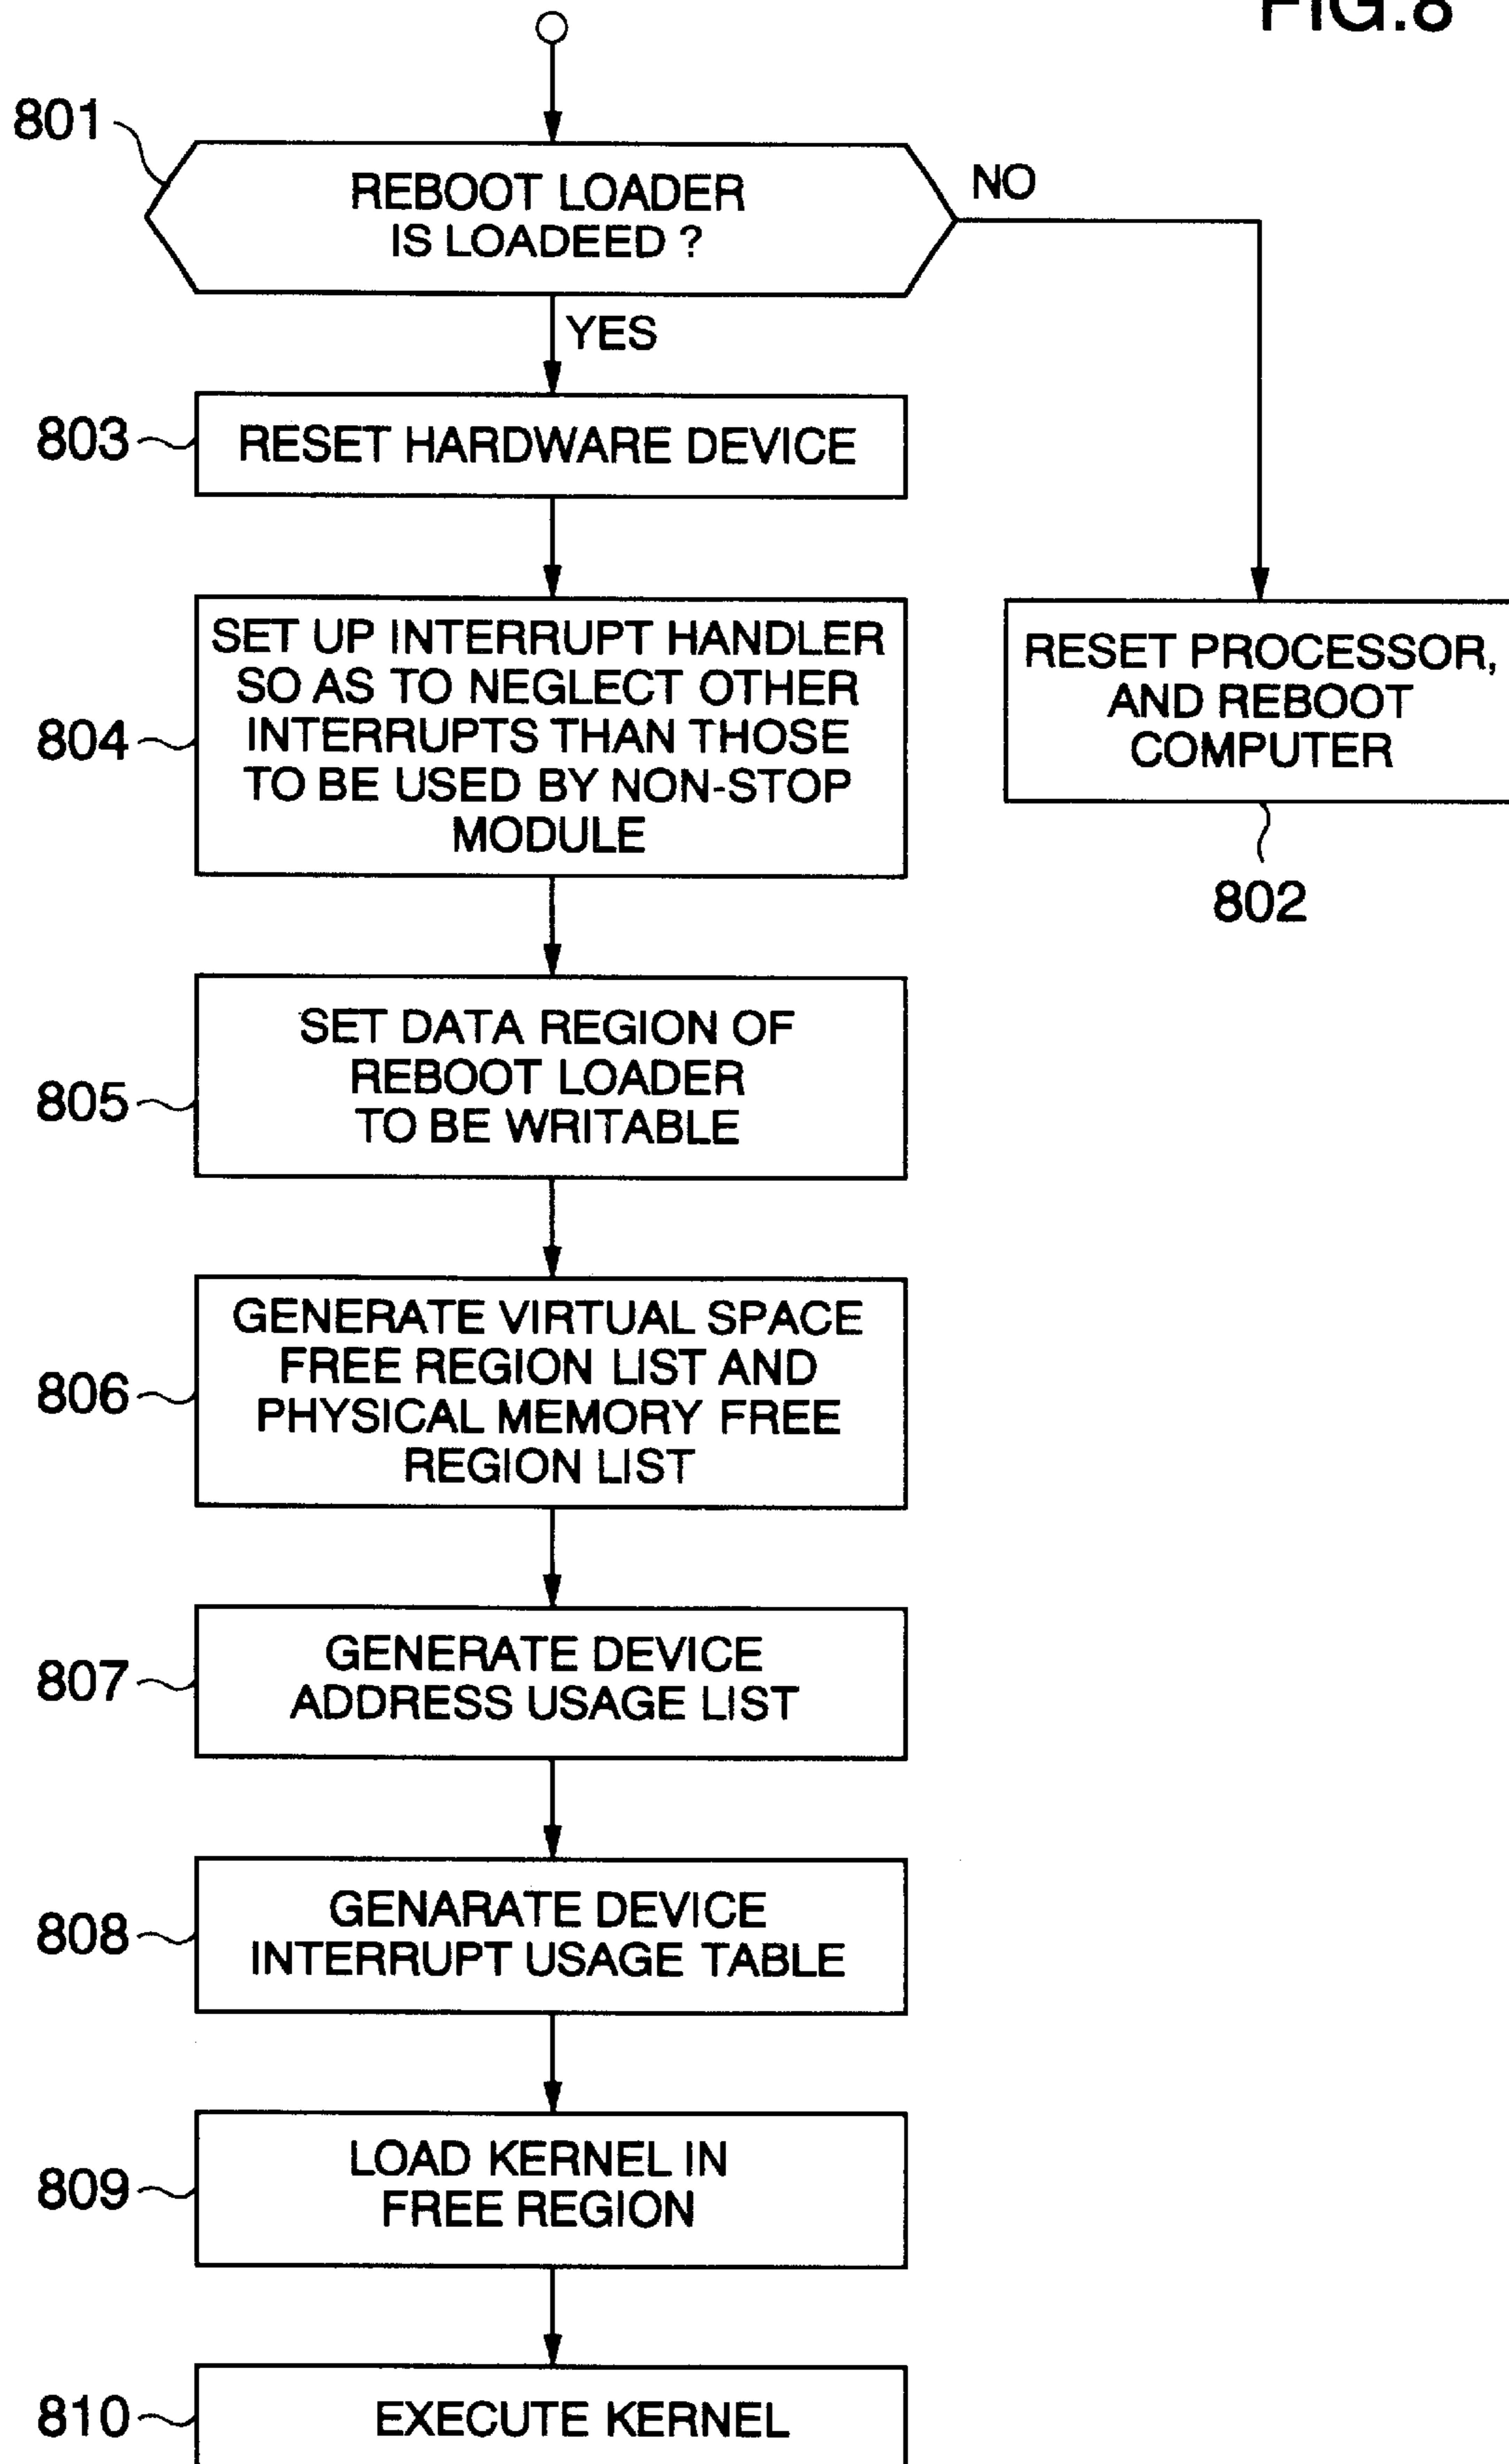 FIG.8
801
REBOOT LOADER
IS LOADEED ?
NO
YES
803
RESET HARDWARE DEVICE
804
SET UP INTERRUPT HANDLER
SO AS TO NEGLECT OTHER
INTERRUPTS THAN THOSE
TO BE USED BY NON-STOP
MODULE
RESET PROCESSOR,
AND REBOOT
COMPUTER
802
805
SET DATA REGION OF
REBOOT LOADER
TO BE WRITABLE
806
GENERATE VIRTUAL SPACE
FREE REGION LIST AND
PHYSICAL MEMORY FREE
REGION LIST
807
GENERATE DEVICE
ADDRESS USAGE LIST
808
GENARATE DEVICE
INTERRUPT USAGE TABLE
809
LOAD KERNEL IN
FREE REGION
810
EXECUTE KERNEL